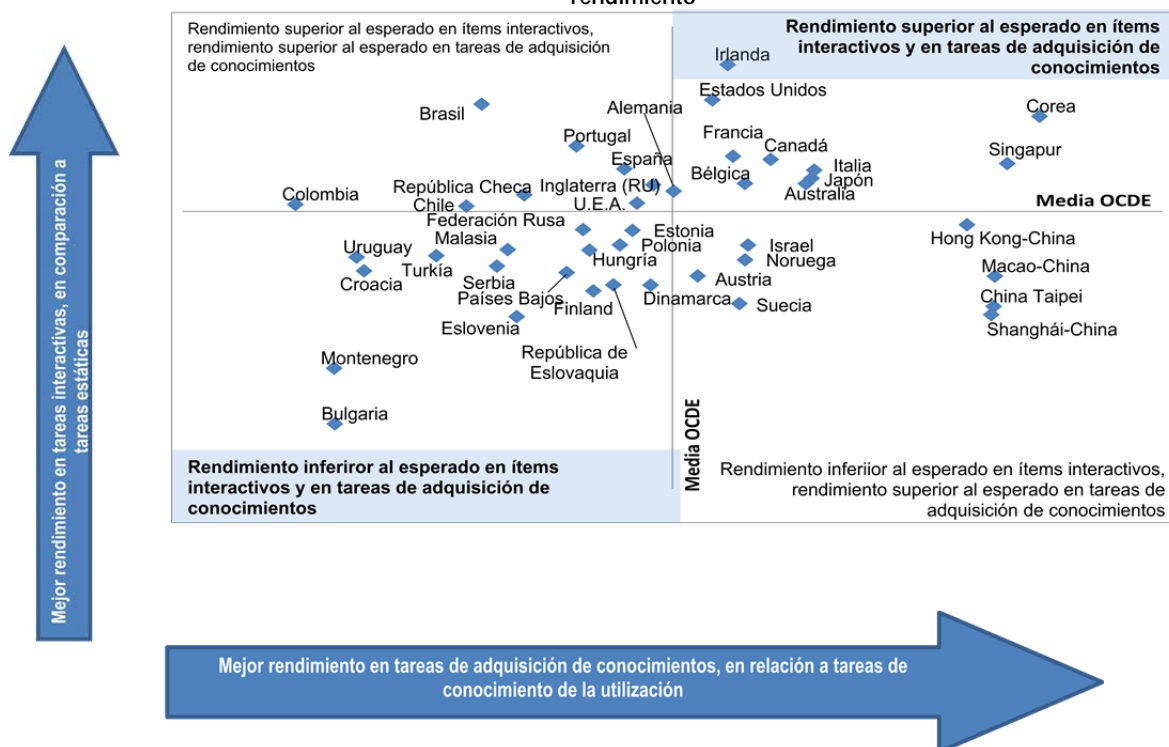 rendimiento
Rendimiento superior al esperado en ítems interactivos,
rendimiento superior al esperado en tareas de adquisición
de conocimientos
Rendimiento superior al esperado en ítems
interactivos y en tareas de adquisición de
conocimientos
Irlanda
Estados Unidos
Alemania
Brasil
Corea
Portugal
Francia
Canadá
España
Singapur
Bélgica
Italia
Japón
Australia
Colombia
República Checa
Inglaterra (RU)
Chile
U.E.A.
Media OCDE
Federación Rusa
Estonia
Hong Kong-China
Uruguay
Malasia
Polonia
Israel
Hungría
Noruega
Turkía
Croacia
Serbia
Macao-China
Austria
Países Bajos
Dinamarca
Finland
Suecia
China Taipei
Eslovenia
Shanghái-China
República de
Eslovaquia
Montenegro
Bulgaria
Media OCDE
Rendimiento inferiror al esperado en ítems
interactivos y en tareas de adquisición de
conocimientos
Rendimiento inferiior al esperado en ítems interactivos,
rendimiento superior al esperado en tareas de
adquisición de conocimientos
Mejor rendimiento en tareas interactivas, en comparación a
tareas estáticas
Mejor rendimiento en tareas de adquisición de conocimientos, en relación a tareas de
conocimiento de la utilización